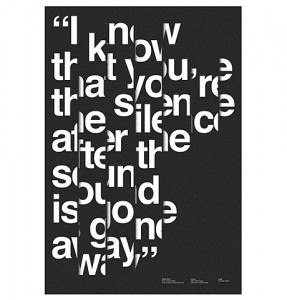 “I know
that you’re
the silence
after the
sound
is gone
away”